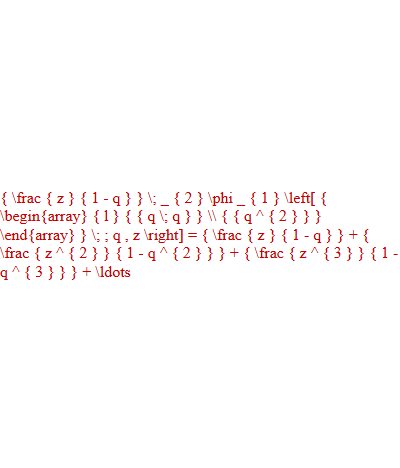 { \frac { z } { 1 - q } } \; _ { 2 } \phi _ { 1 } \left[ {
\begin{array} { 1 } { { q \; q } } \\ { { q ^ { 2 } } }
\end{array} } \; ; q , z \right] = { \frac { z } { 1 - q } } + {
\frac { z ^ { 2 } } { 1 - q ^ { 2 } } } + { \frac { z ^ { 3 } } { 1 -
q ^ { 3 } } } + \ldots